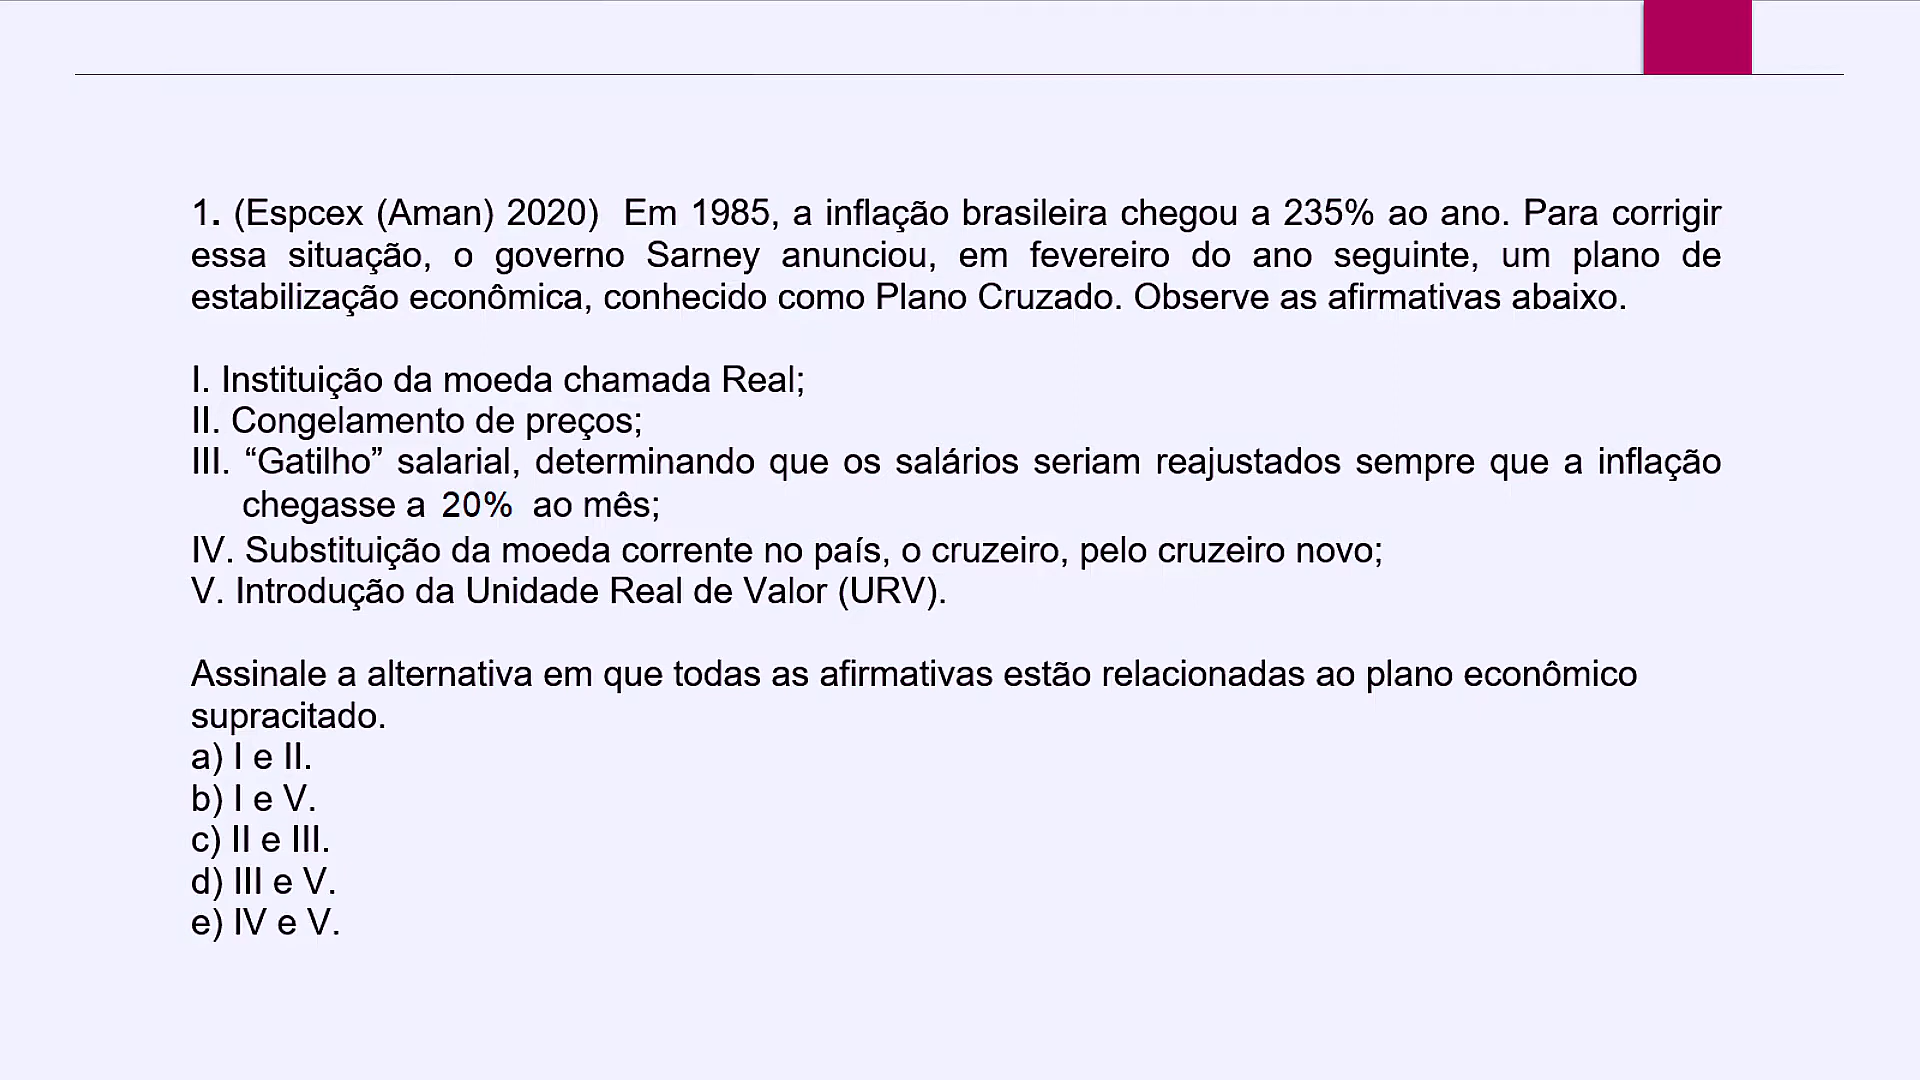 1. (Espcex (Aman) 2020) Em 1985, a inflação brasileira chegou a 235% ao ano. Para corrigir
essa situação, o governo Sarney anunciou, em fevereiro do ano seguinte, um plano de
estabilização econômica, conhecido como Plano Cruzado. Observe as afirmativas abaixo.
I. Instituição da moeda chamada Real;
II. Congelamento de preços;
III. “Gatilho” salarial, determinando que os salários seriam reajustados sempre que a inflação
chegasse a 20% ao mês;
IV. Substituição da moeda corrente no país, o cruzeiro, pelo cruzeiro novo;
V. Introdução da Unidade Real de Valor (URV).
Assinale a alternativa em que todas as afirmativas estão relacionadas ao plano econômico
supracitado.
a) I e II.
b) I e V.
c) II e III.
d) III e V.
e) IV e V.